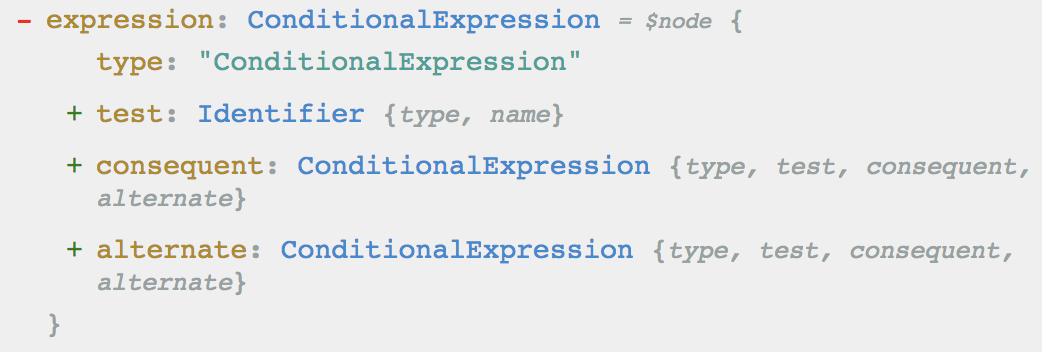 − expression: ConditionalExpression = $node {
type: "ConditionalExpression"
+ test: Identifier {type, name}
+ consequent: ConditionalExpression {type, test, consequent,
alternate}
+ alternate: ConditionalExpression {type, test, consequent,
alternate}
}